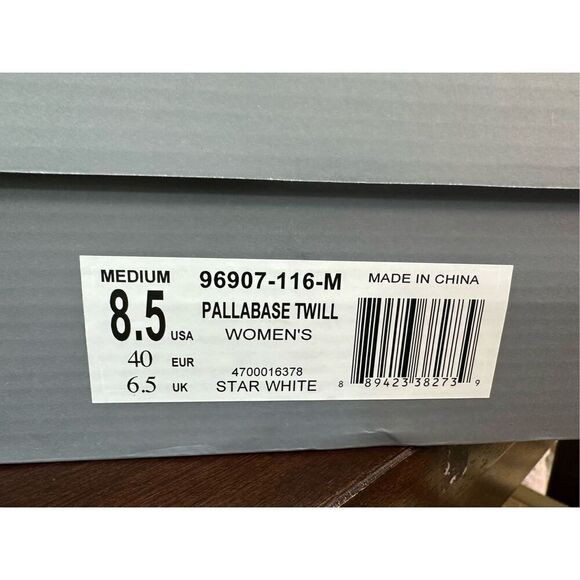 MEDIUM
8.5 USA
40 EUR
6.5 UK
96907-116-M
PALLABASE TWILL
WOMEN'S
4700016378
STAR WHITE
MADE IN CHINA
8 89423 38273 9